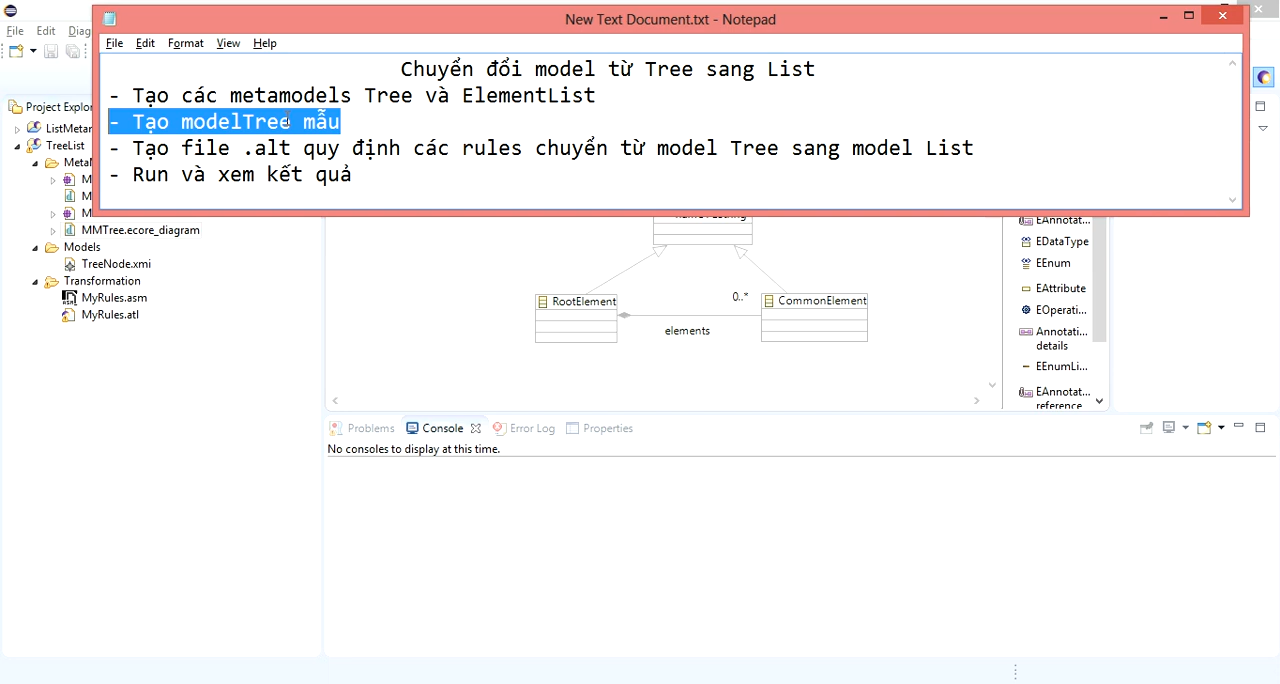 New Text Document.txt - Notepad
File Edit Format View Help
Chuyển đổi model từ Tree sang List
- Tạo các metamodels Tree và ElementList
- Tạo modelTree mẫu
- Tạo file .alt quy định các rules chuyển từ model Tree sang model List
- Run và xem kết quả
File Edit
Project Explor
TreeList
MMTree.ecore_diagram
Models
TreeNode.xmi
Transformation
MyRules.asm
MyRules.atl
RootElement
0..*
CommonElement
elements
EAnnotat...
EDataType
EEnum
EAttribute
EOperati...
Annotati...
details
EEnumLi...
EAnnotat...
reference
Problems Console Error Log Properties
No consoles to display at this time.